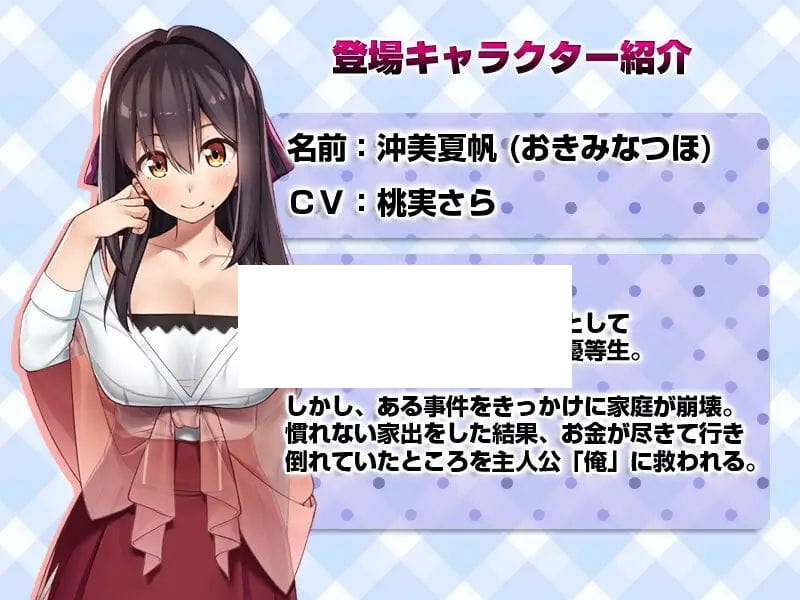 登場キャラクター紹介
名前：沖美夏帆 (おきみなつほ)
ＣＶ：桃実さら
として
優等生。
しかし、ある事件をきっかけに家庭が崩壊。
慣れない家出をした結果、お金が尽きて行き
倒れていたところを主人公「俺」に救われる。